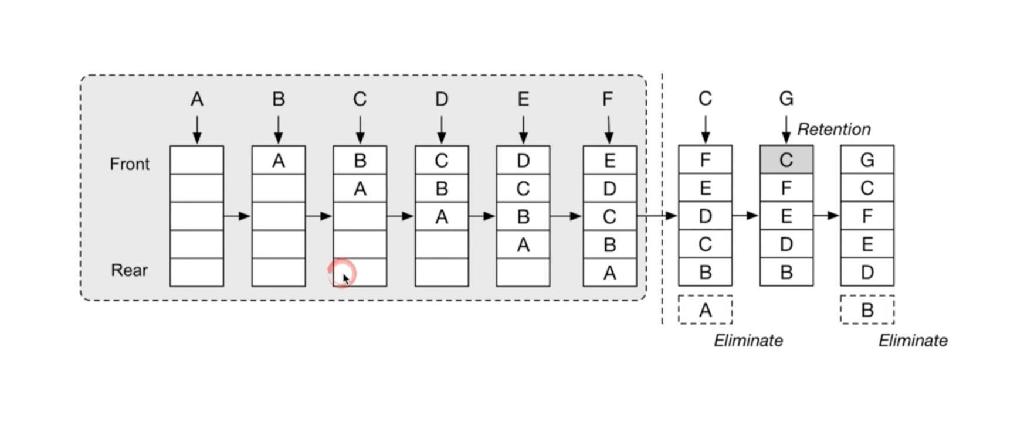 A B C D E F C G
Retention
Front A B C D E F C G
A B C D E F C
A B C D E F
A B C D E
Rear A B B D
A B
Eliminate Eliminate